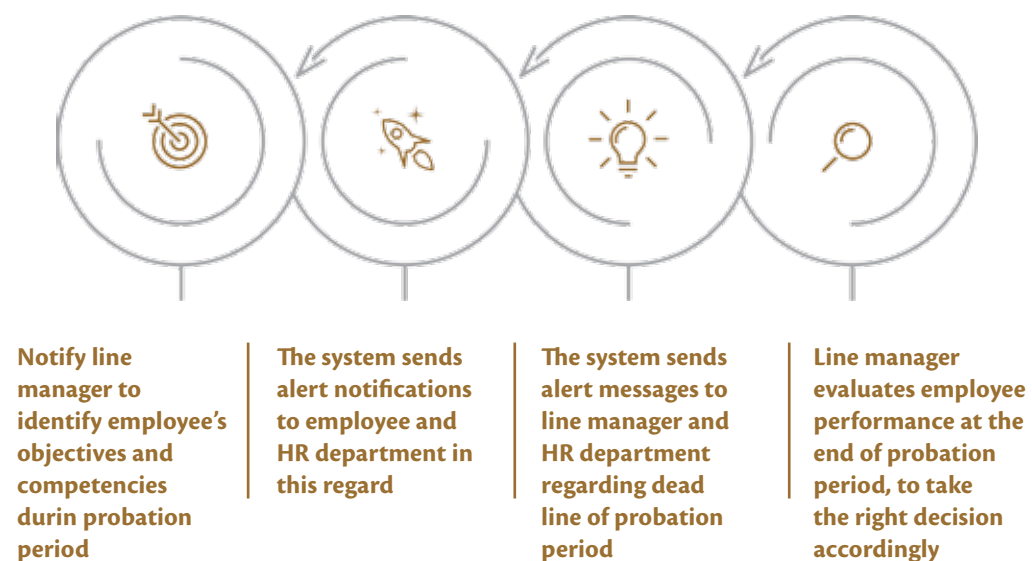 Notify line
manager to
identify employee's
objectives and
competencies
durin probation
period
The system sends
alert notifications
to employee and
HR department in
this regard
The system sends
alert messages to
line manager and
HR department
regarding dead
line of probation
period
Line manager
evaluates employee
performance at the
end of probation
period, to take
the right decision
accordingly